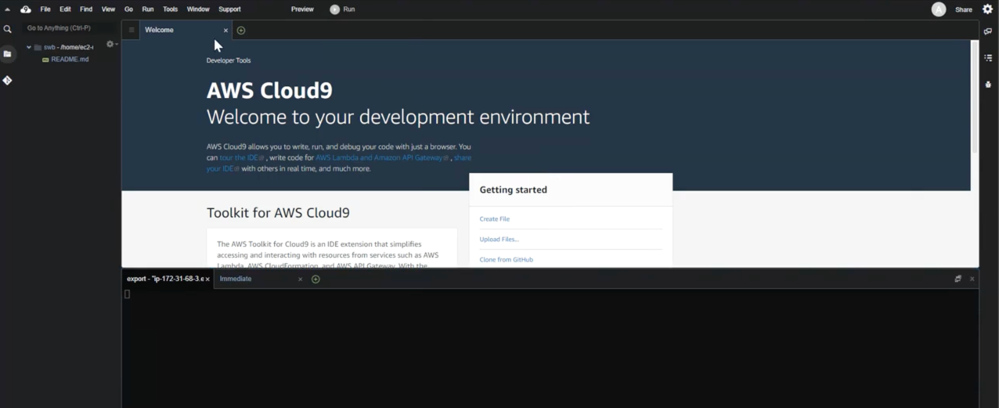 File Edit Find View Go Run Tools Window Support Preview Run Share
Go to Anything (Ctrl-P)
Welcome
swb - /home/ec2-u
README.md
Developer Tools
AWS Cloud9
Welcome to your development environment
AWS Cloud9 allows you to write, run, and debug your code with just a browser. You
can tour the IDE , write code for AWS Lambda and Amazon API Gateway , share
your IDE with others in real time, and much more.
Getting started
Create File
Upload Files...
Clone from GitHub
Toolkit for AWS Cloud9
The AWS Toolkit for Cloud9 is an IDE extension that simplifies
accessing and interacting with resources from services such as AWS
Lambda, AWS CloudFormation, and AWS API Gateway. With the
export - "ip-172-31-68-3.e
Immediate